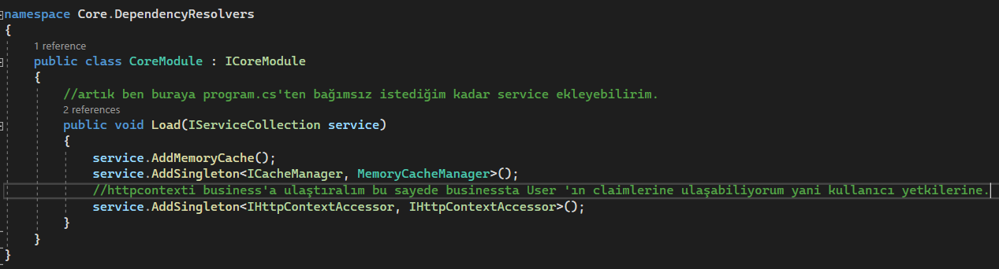 namespace Core.DependencyResolvers
{
1 reference
public class CoreModule : ICoreModule
{
//artık ben buraya program.cs'ten bağımsız istediğim kadar service ekleyebilirim.
2 references
public void Load(IServiceCollection service)
{
service.AddMemoryCache();
service.AddSingleton<ICacheManager, MemoryCacheManager>();
//httpcontexti business'a ulaştıralım bu sayede businessta User 'ın claimlerine ulaşabiliyorum yani kullanıcı yetkilerine.
service.AddSingleton<IHttpContextAccessor, IHttpContextAccessor>();
}
}
}